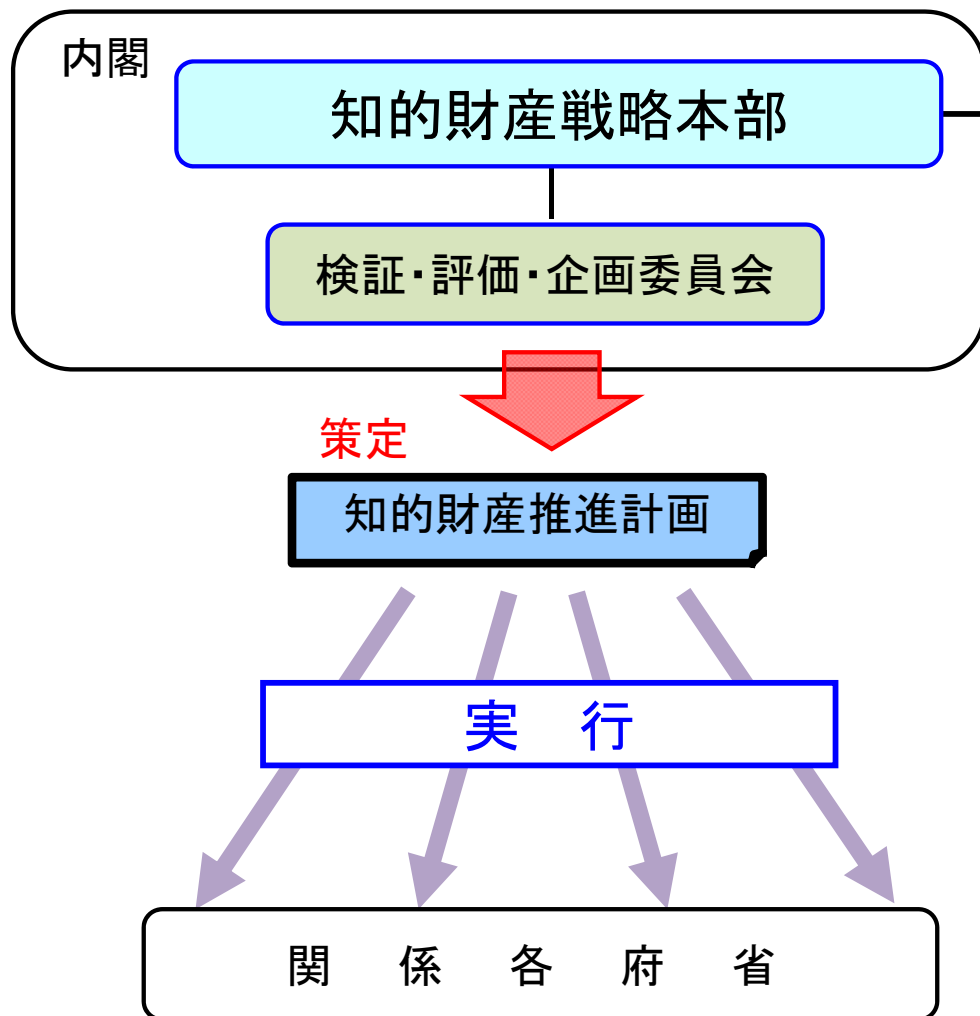 内閣
知的財産戦略本部
検証・評価・企画委員会
策定
知的財産推進計画
実 行
関 係 各 府 省